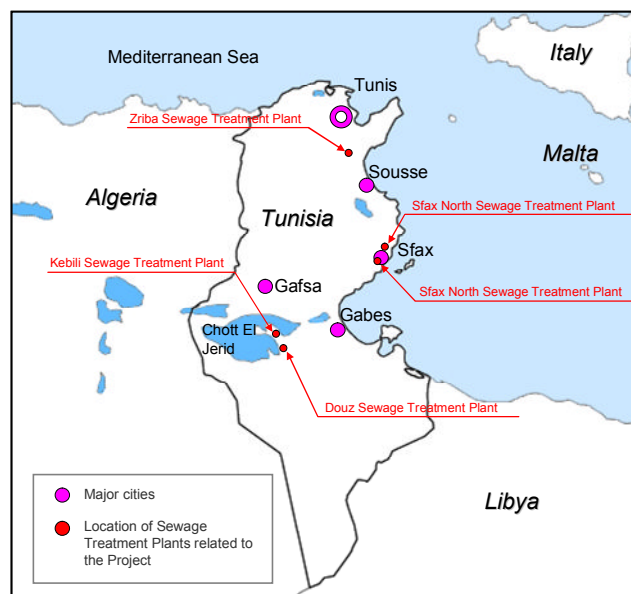 Mediterranean Sea
Italy
Tunis
Zriba Sewage Treatment Plant
Malta
Sousse
Algeria
Sfax North Sewage Treatment Plant
Tunisia
Sfax
Kebili Sewage Treatment Plant
Gafsa
Sfax North Sewage Treatment Plant
Gabes
Chott El
Jerid
Douz Sewage Treatment Plant
Major cities
Libya
Location of Sewage
Treatment Plants related to
the Project